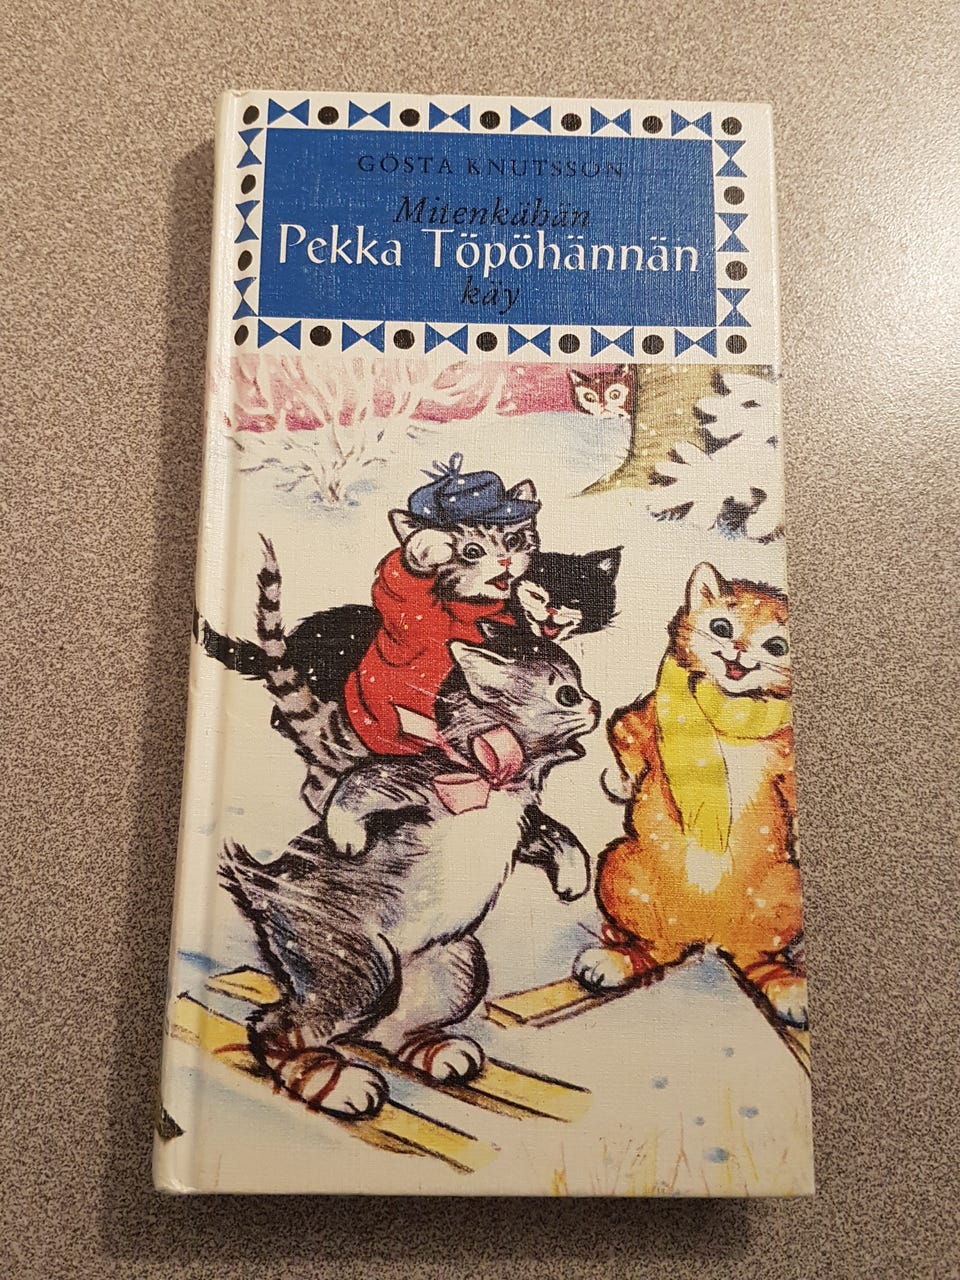 GÖSTA KNUTSSON
Mitenkähän
Pekka Töpöhännän
käy